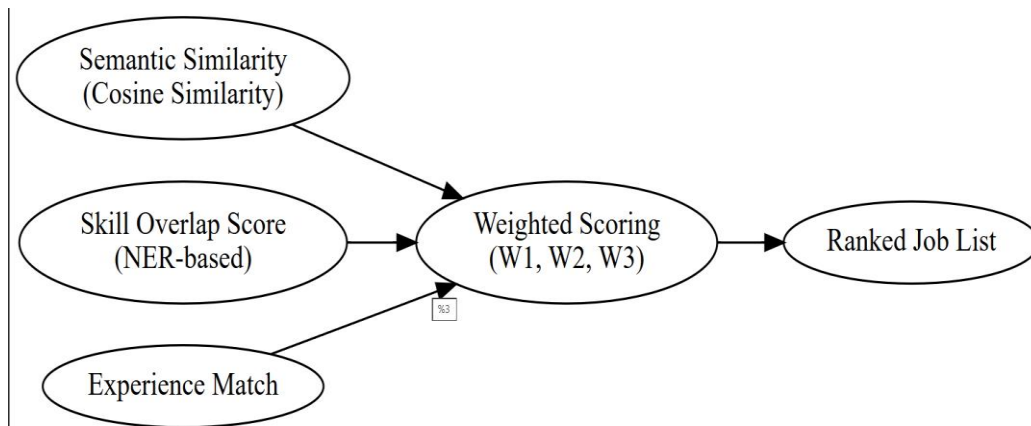 Semantic Similarity
(Cosine Similarity)
Skill Overlap Score
(NER-based)
Weighted Scoring
(W1, W2, W3)
Ranked Job List
%3
Experience Match